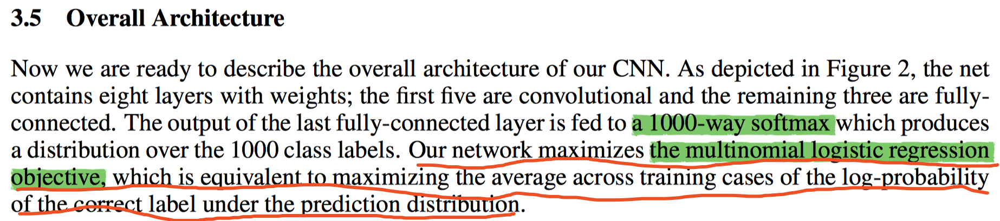 3.5 Overall Architecture
Now we are ready to describe the overall architecture of our CNN. As depicted in Figure 2, the net
contains eight layers with weights; the first five are convolutional and the remaining three are fully-
connected. The output of the last fully-connected layer is fed to a 1000-way softmax which produces
a distribution over the 1000 class labels. Our network maximizes the multinomial logistic regression
objective, which is equivalent to maximizing the average across training cases of the log-probability
of the correct label under the prediction distribution.